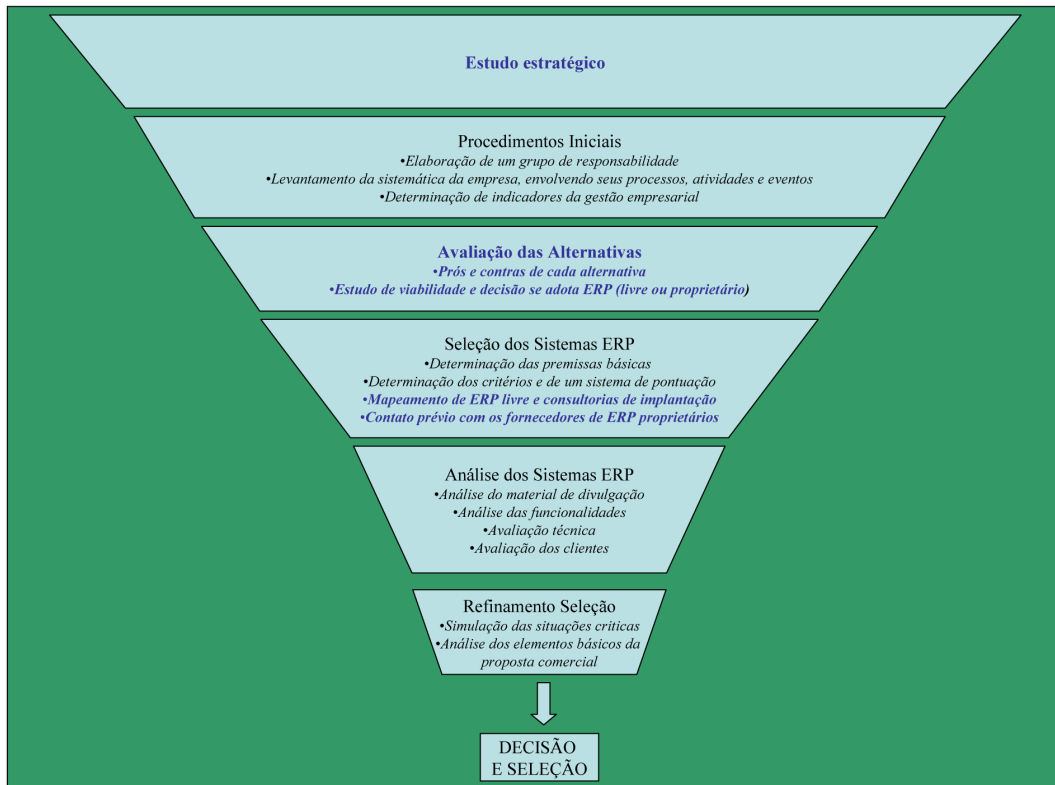 Estudo estratégico
Procedimentos Iniciais
•Elaboração de um grupo de responsabilidade
•Levantamento da sistemática da empresa, envolvendo seus processos, atividades e eventos
•Determinação de indicadores da gestão empresarial
Avaliação das Alternativas
•Prós e contras de cada alternativa
•Estudo de viabilidade e decisão se adota ERP (livre ou proprietário)
Seleção dos Sistemas ERP
•Determinação das premissas básicas
•Determinação dos critérios e de um sistema de pontuação
•Mapeamento de ERP livre e consultorias de implantação
•Contato prévio com os fornecedores de ERP proprietários
Análise dos Sistemas ERP
•Análise do material de divulgação
•Análise das funcionalidades
•Avaliação técnica
•Avaliação dos clientes
Refinamento Seleção
•Simulação das situações criticas
•Análise dos elementos básicos da
proposta comercial
DECISÃO
E SELEÇÃO